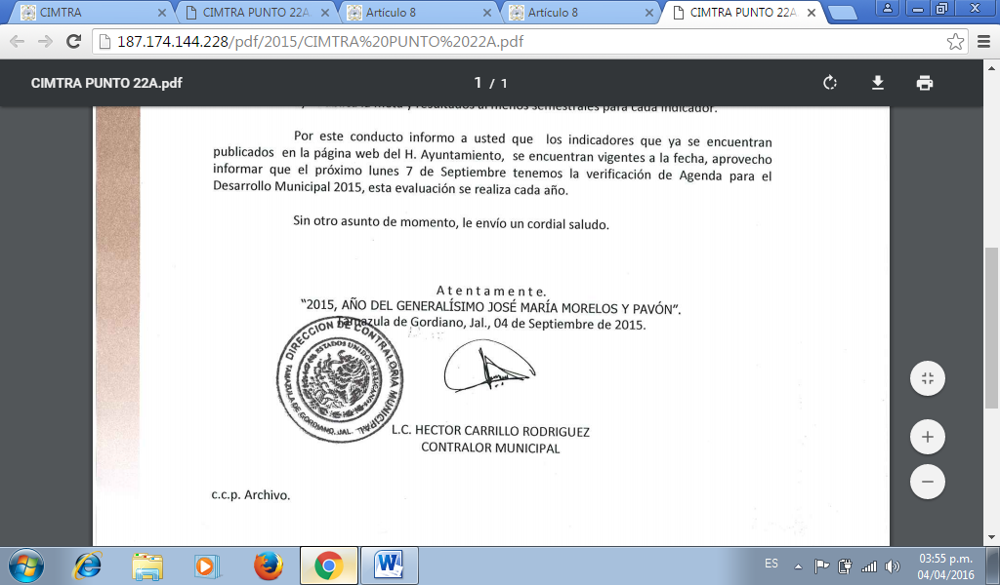 CIMTRA
CIMTRA PUNTO 22A.
Artículo 8
Artículo 8
CIMTRA PUNTO 22A
187.174.144.228/pdf/2015/CIMTRA%20PUNTO%2022A.pdf
CIMTRA PUNTO 22A.pdf
1 / 1
meta y resultados al menos semestrales para cada indicador.
Por este conducto informo a usted que los indicadores que ya se encuentran
publicados en la página web del H. Ayuntamiento, se encuentran vigentes a la fecha, aprovecho
informar que el próximo lunes 7 de Septiembre tenemos la verificación de Agenda para el
Desarrollo Municipal 2015, esta evaluación se realiza cada año.
Sin otro asunto de momento, le envío un cordial saludo.
A t e n t a m e n t e.
"2015, AÑO DEL GENERALÍSIMO JOSÉ MARÍA MORELOS Y PAVÓN".
Tamazula de Gordiano, Jal., 04 de Septiembre de 2015.
DIRECCION DE CONTRALORIA MUNICIPAL
TAMAZULA DE GORDIANO, JAL.
ESTADOS UNIDOS MEXICANOS
L.C. HECTOR CARRILLO RODRIGUEZ
CONTRALOR MUNICIPAL
c.c.p. Archivo.
ES
03:55 p.m.
04/04/2016